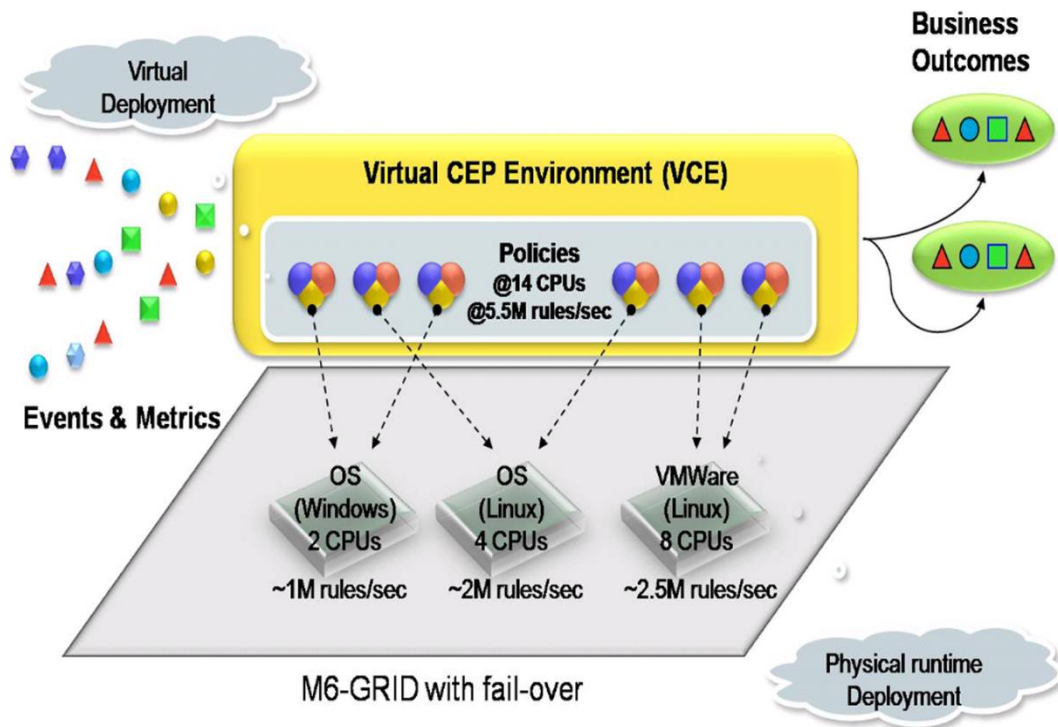 Virtual
Deployment
Business
Outcomes
Virtual CEP Environment (VCE)
Policies
@14 CPUs
@5.5M rules/sec
Events & Metrics
OS
(Windows)
2 CPUs
~1M rules/sec
OS
(Linux)
4 CPUs
~2M rules/sec
VMWare
(Linux)
8 CPUs
~2.5M rules/sec
M6-GRID with fail-over
Physical runtime
Deployment